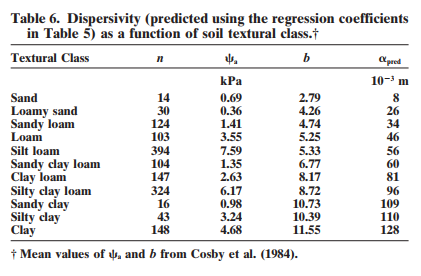 Table 6. Dispersivity (predicted using the regression coefficients
in Table 5) as a function of soil textural class.†
Textural Class n ψₐ b αpred
kPa 10⁻³ m
Sand 14 0.69 2.79 8
Loamy sand 30 0.36 4.26 26
Sandy loam 124 1.41 4.74 34
Loam 103 3.55 5.25 46
Silt loam 394 7.59 5.33 56
Sandy clay loam 104 1.35 6.77 60
Clay loam 147 2.63 8.17 81
Silty clay loam 324 6.17 8.72 96
Sandy clay 16 0.98 10.73 109
Silty clay 43 3.24 10.39 110
Clay 148 4.68 11.55 128
† Mean values of ψₐ and b from Cosby et al. (1984).